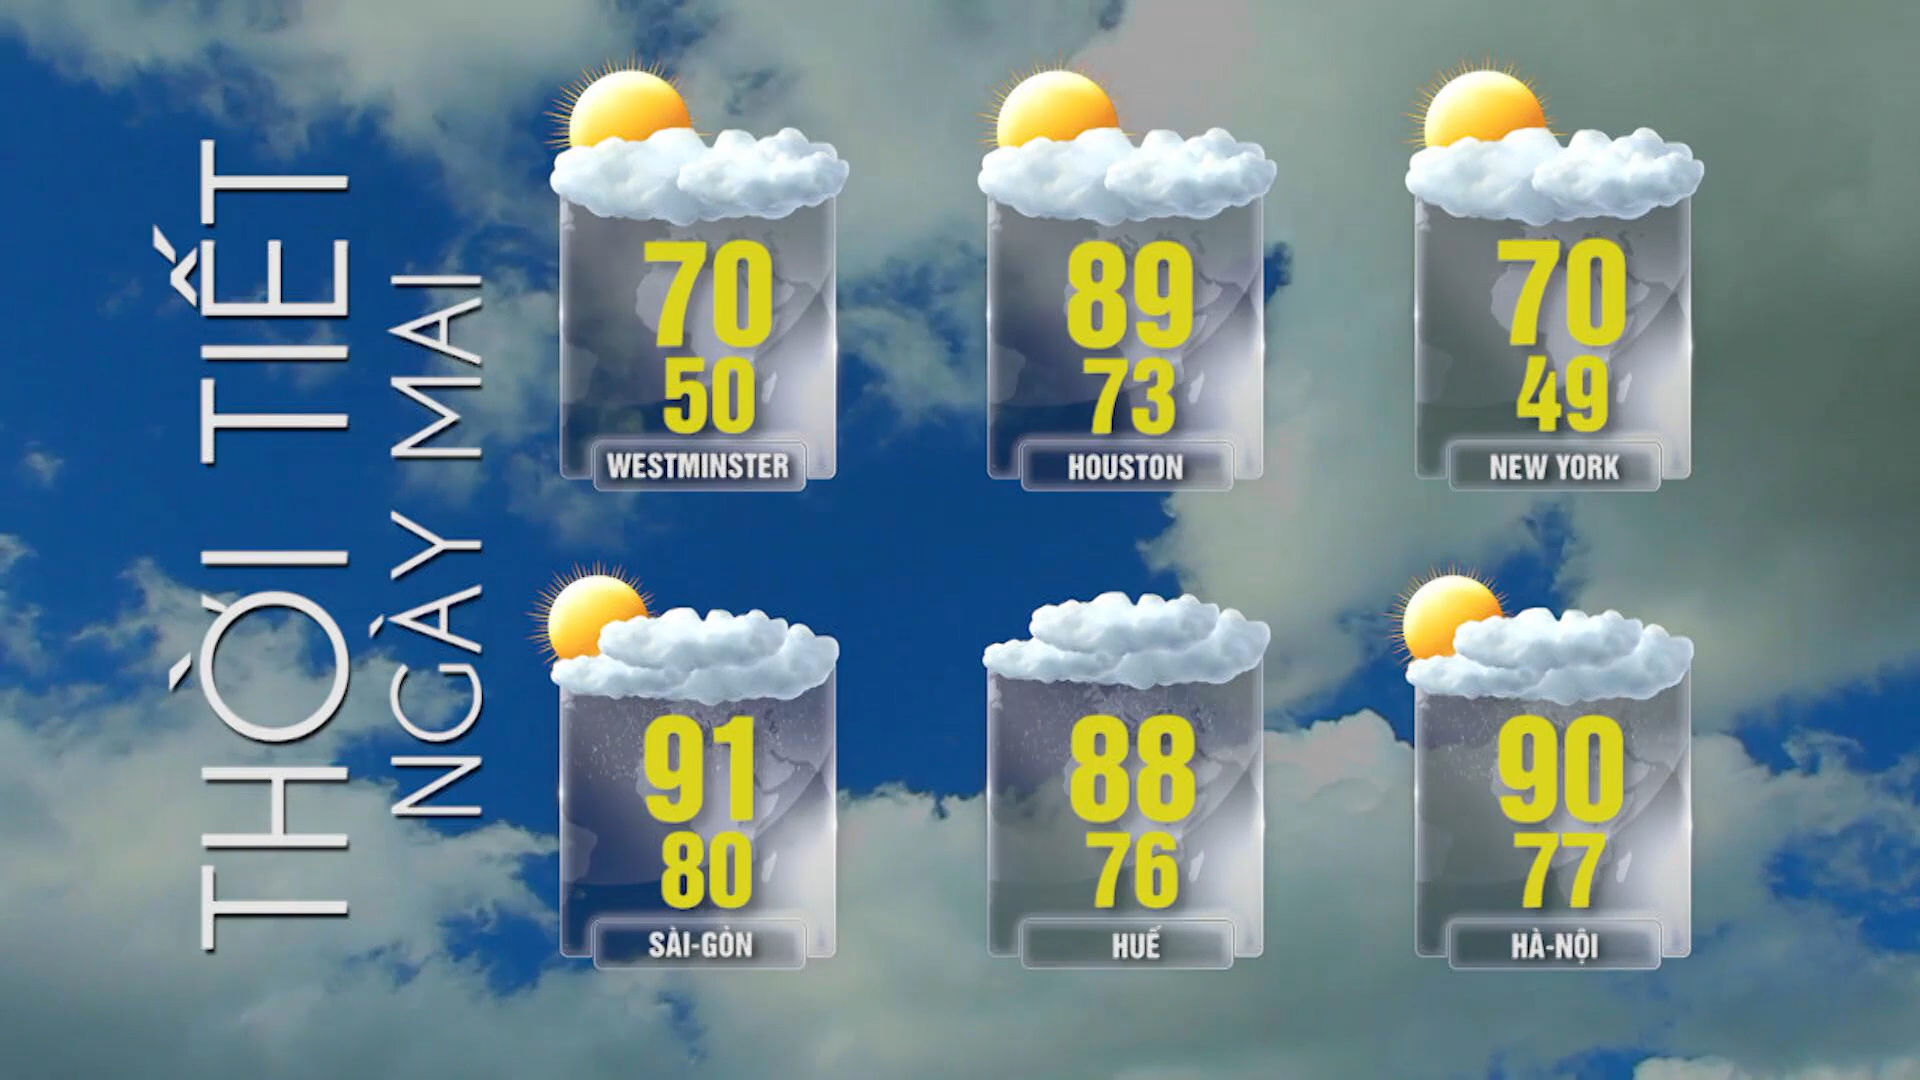 THỜI TIẾT
NGÀY MAI
70
50
WESTMINSTER
89
73
HOUSTON
70
49
NEW YORK
91
80
SÀI-GÒN
88
76
HUẾ
90
77
HÀ-NỘI